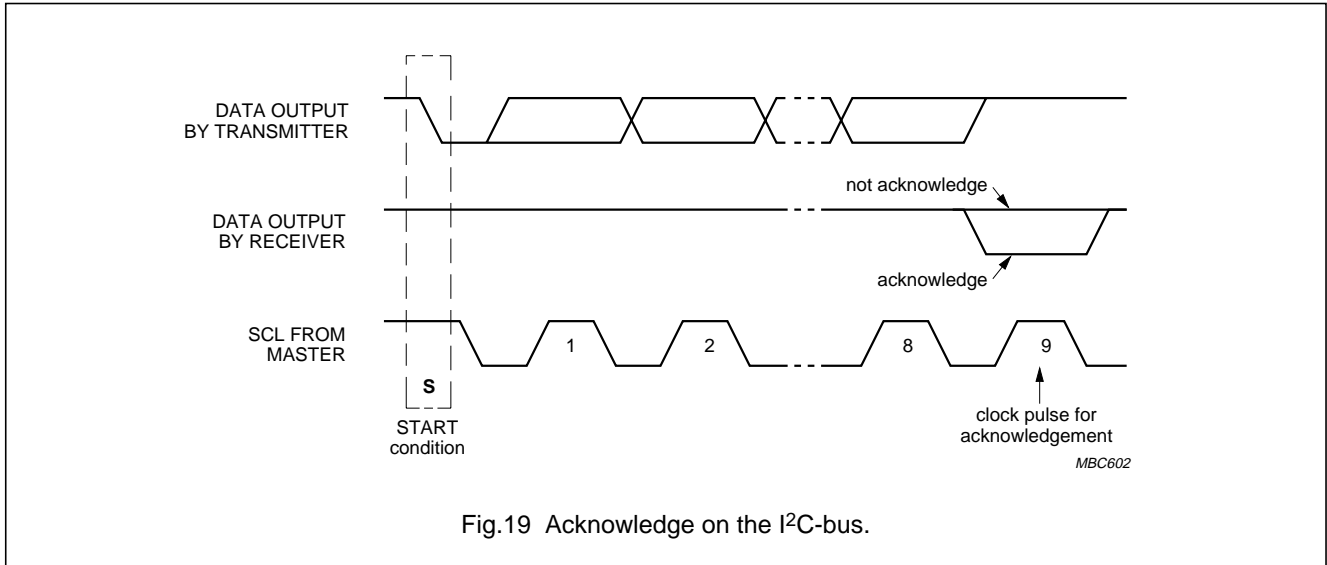 DATA OUTPUT
BY TRANSMITTER
not acknowledge
DATA OUTPUT
BY RECEIVER
acknowledge
SCL FROM
MASTER
1
2
8
9
S
START
condition
clock pulse for
acknowledgement
MBC602
Fig.19 Acknowledge on the I²C-bus.